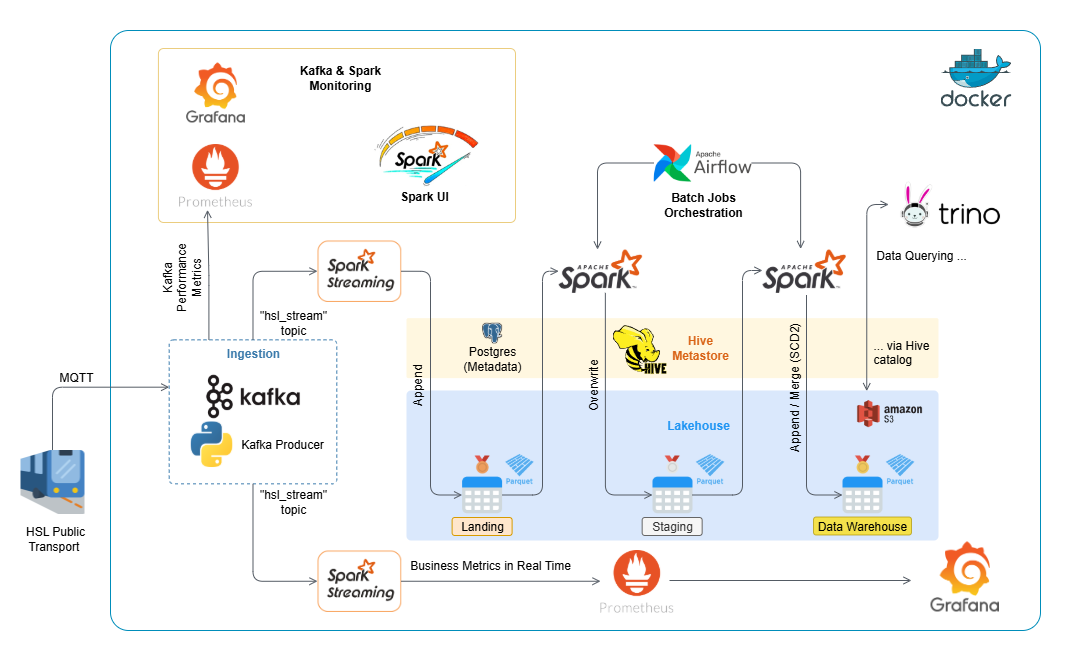 Kafka & Spark
Monitoring
Grafana
Prometheus
Spark
Spark UI
docker
Apache
Airflow
Batch Jobs
Orchestration
trino
Data Querying ...
Kafka
Performance
Metrics
Spark
Streaming
APACHE
Spark™
APACHE
Spark™
"hsl_stream"
topic
Ingestion
kafka
Kafka Producer
MQTT
HSL Public
Transport
Append
Postgres
(Metadata)
Overwrite
HIVE
Hive
Metastore
Append / Merge (SCD2)
... via Hive
catalog
amazon
S3
Lakehouse
Parquet
Landing
Parquet
Staging
Parquet
Data Warehouse
"hsl_stream"
topic
Spark
Streaming
Business Metrics in Real Time
Prometheus
Grafana